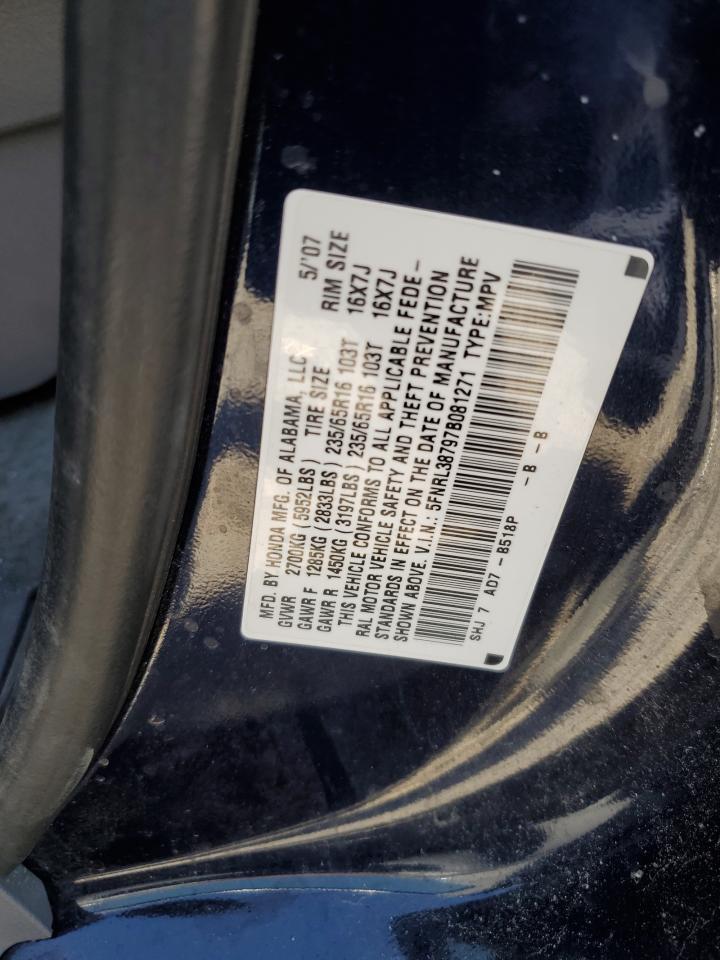 MFD. BY HONDA MFG. OF ALABAMA, LLC 5/'07
GVWR 2700KG (5952LBS) TIRE SIZE RIM SIZE
GAWR F 1285KG (2833LBS) 235/65R16 103T 16X7J
GAWR R 1450KG (3197LBS) 235/65R16 103T 16X7J
THIS VEHICLE CONFORMS TO ALL APPLICABLE FEDE-
RAL MOTOR VEHICLE SAFETY AND THEFT PREVENTION
STANDARDS IN EFFECT ON THE DATE OF MANUFACTURE
SHOWN ABOVE. V.I.N.: 5FNRL38797B081271 TYPE:MPV
SHJ 7 AD7 - B518P - B - B